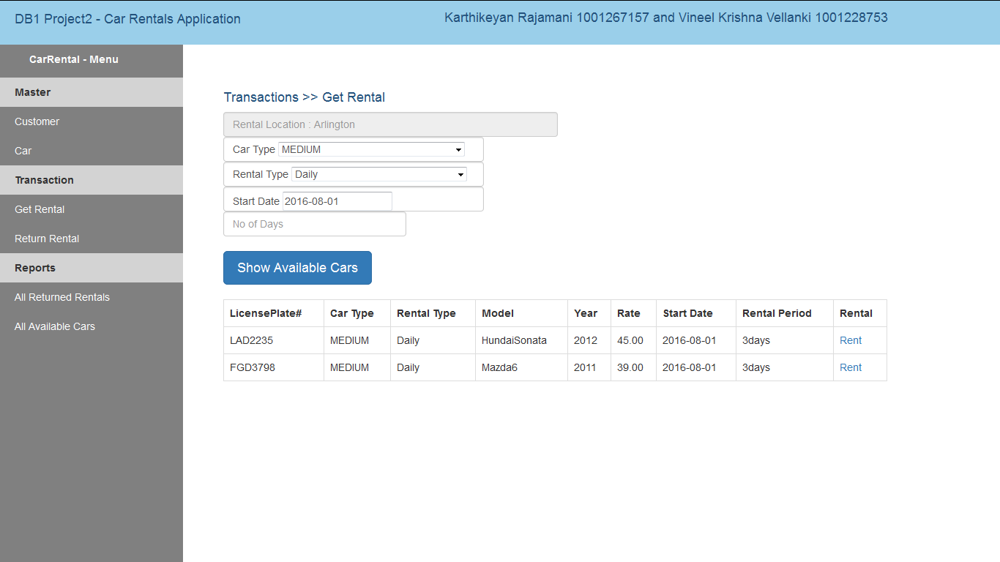 DB1 Project2 - Car Rentals Application
Karthikeyan Rajamani 1001267157 and Vineel Krishna Vellanki 1001228753
CarRental - Menu
Master
Customer
Car
Transaction
Get Rental
Return Rental
Reports
All Returned Rentals
All Available Cars
Transactions >> Get Rental
Rental Location : Arlington
Car Type MEDIUM
Rental Type Daily
Start Date 2016-08-01
No of Days
Show Available Cars
LicensePlate# Car Type Rental Type Model Year Rate Start Date Rental Period Rental
LAD2235 MEDIUM Daily HundaiSonata 2012 45.00 2016-08-01 3days Rent
FGD3798 MEDIUM Daily Mazda6 2011 39.00 2016-08-01 3days Rent